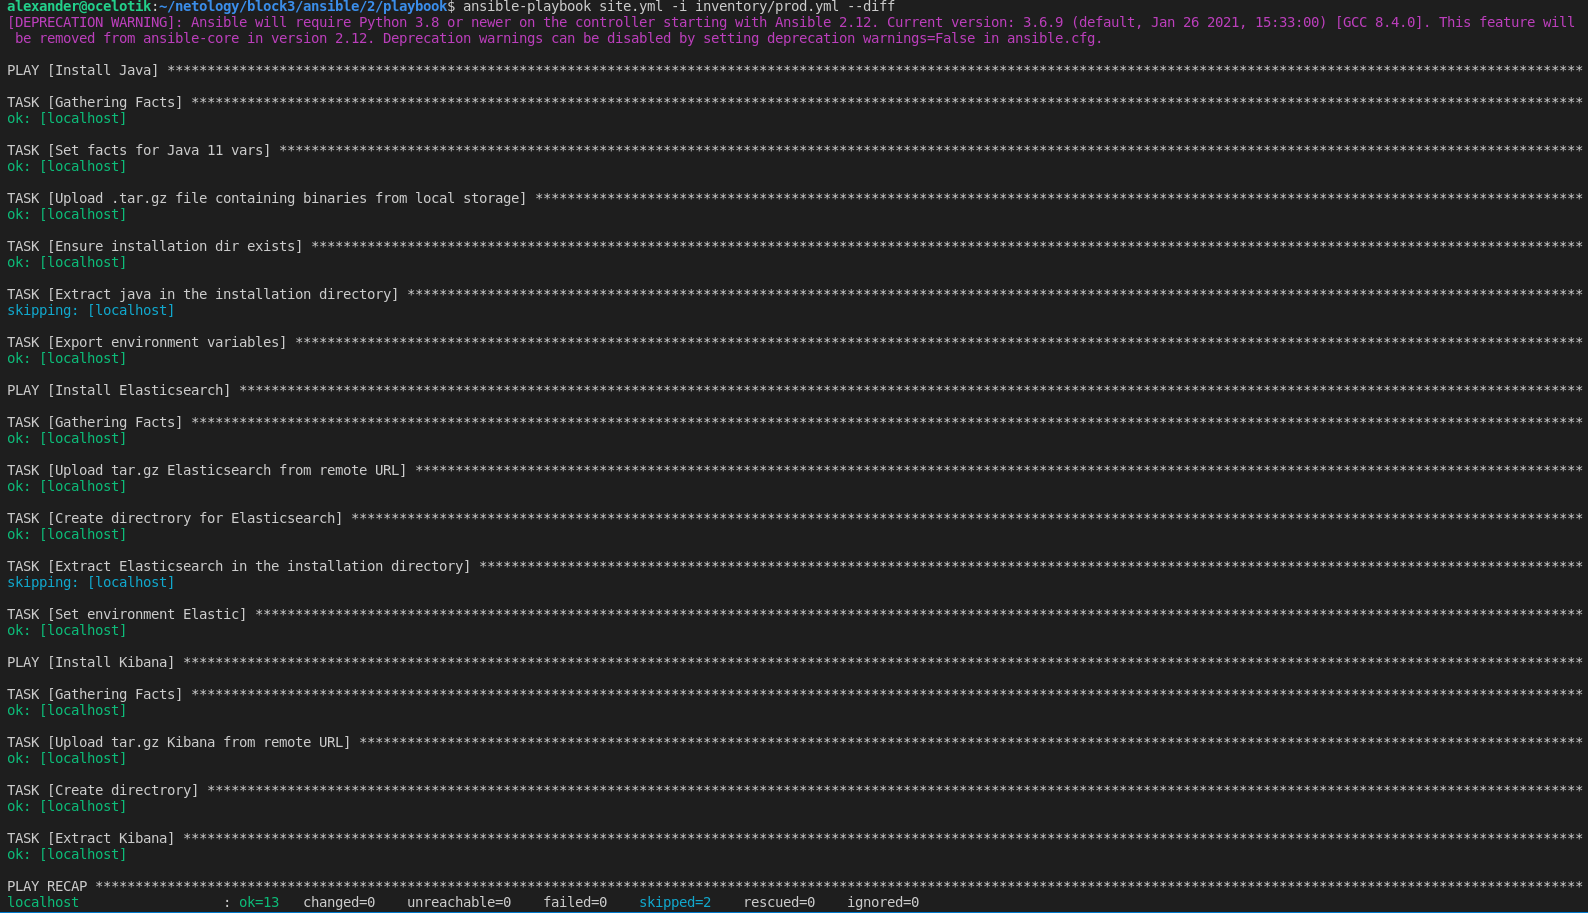 alexander@ocelotik:~/netology/block3/ansible/2/playbook$ ansible-playbook site.yml -i inventory/prod.yml --diff
[DEPRECATION WARNING]: Ansible will require Python 3.8 or newer on the controller starting with Ansible 2.12. Current version: 3.6.9 (default, Jan 26 2021, 15:33:00) [GCC 8.4.0]. This feature will
be removed from ansible-core in version 2.12. Deprecation warnings can be disabled by setting deprecation_warnings=False in ansible.cfg.
PLAY [Install Java] ****************************************************************
TASK [Gathering Facts] ****************************************************************
ok: [localhost]
TASK [Set facts for Java 11 vars] ****************************************************************
ok: [localhost]
TASK [Upload .tar.gz file containing binaries from local storage] ****************************************************************
ok: [localhost]
TASK [Ensure installation dir exists] ****************************************************************
ok: [localhost]
TASK [Extract java in the installation directory] ****************************************************************
skipping: [localhost]
TASK [Export environment variables] ****************************************************************
ok: [localhost]
PLAY [Install Elasticsearch] ****************************************************************
TASK [Gathering Facts] ****************************************************************
ok: [localhost]
TASK [Upload tar.gz Elasticsearch from remote URL] ****************************************************************
ok: [localhost]
TASK [Create directrory for Elasticsearch] ****************************************************************
ok: [localhost]
TASK [Extract Elasticsearch in the installation directory] ****************************************************************
skipping: [localhost]
TASK [Set environment Elastic] ****************************************************************
ok: [localhost]
PLAY [Install Kibana] ****************************************************************
TASK [Gathering Facts] ****************************************************************
ok: [localhost]
TASK [Upload tar.gz Kibana from remote URL] ****************************************************************
ok: [localhost]
TASK [Create directrory] ****************************************************************
ok: [localhost]
TASK [Extract Kibana] ****************************************************************
ok: [localhost]
PLAY RECAP ****************************************************************
localhost : ok=13 changed=0 unreachable=0 failed=0 skipped=2 rescued=0 ignored=0